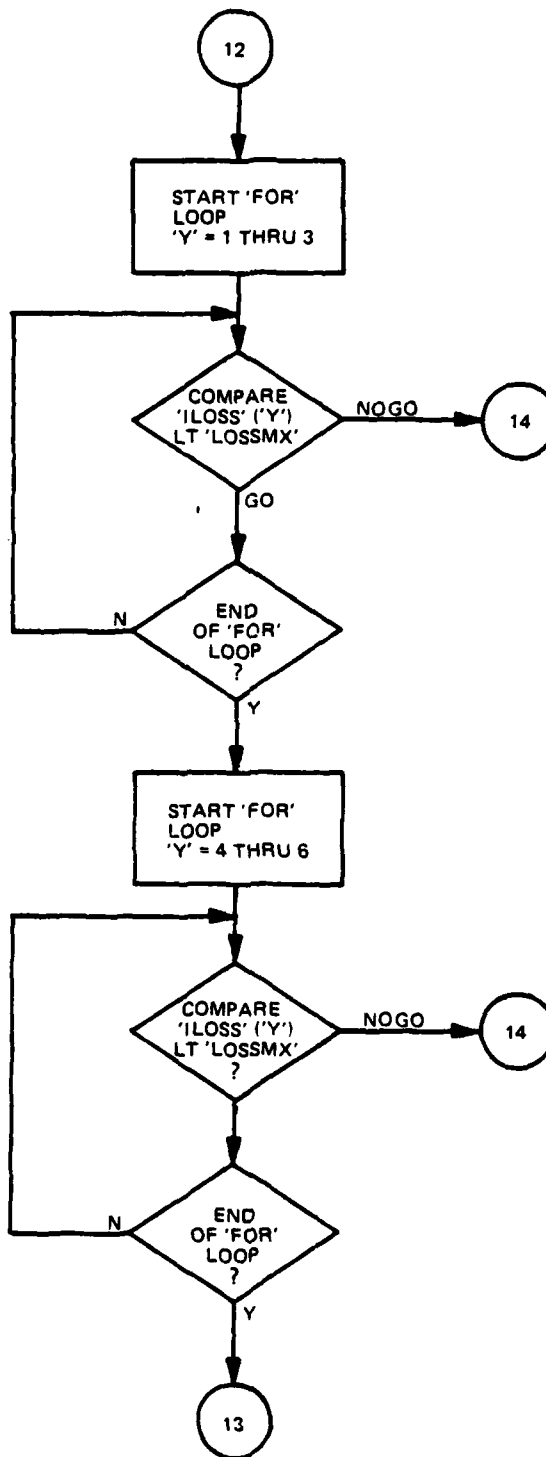 12
START 'FOR'
LOOP
'Y' = 1 THRU 3
COMPARE
'ILOSS' ('Y')
LT 'LOSSMX'
NOGO
14
GO
END
OF 'FOR'
LOOP
?
N
Y
START 'FOR'
LOOP
'Y' = 4 THRU 6
COMPARE
'ILOSS' ('Y')
LT 'LOSSMX'
?
NOGO
14
END
OF 'FOR'
LOOP
?
N
Y
13